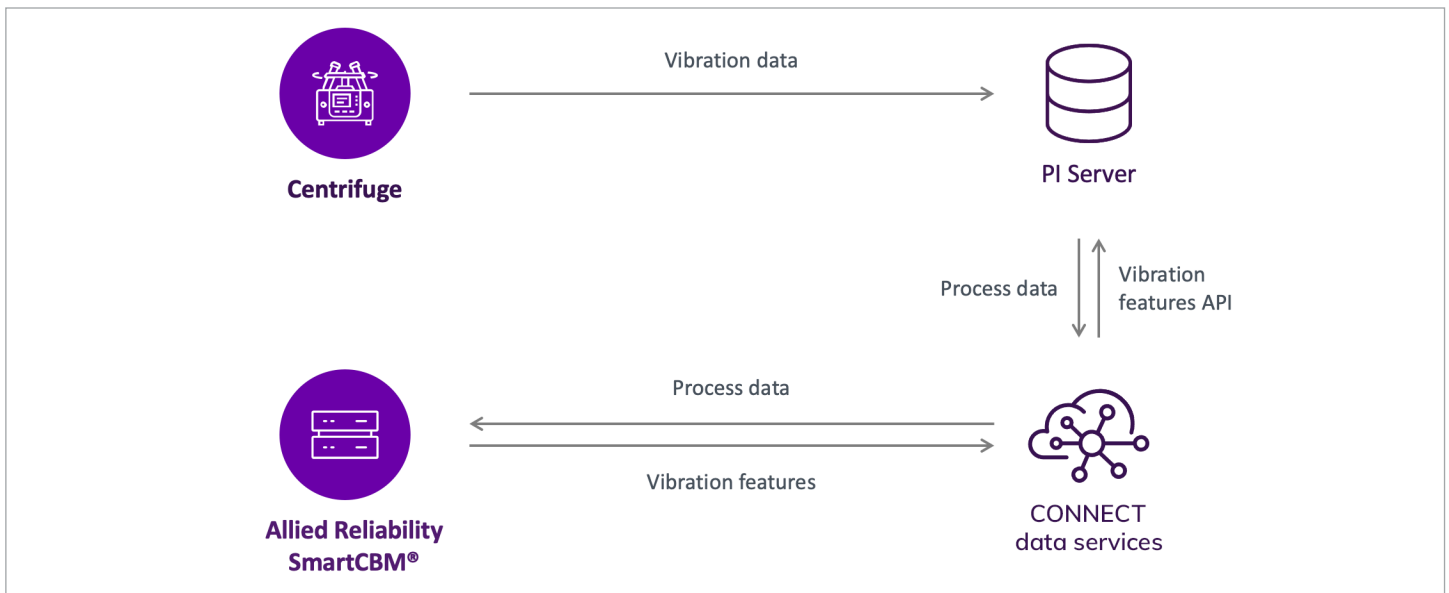 Vibration data
Centrifuge
PI Server
Process data
Vibration
features API
Process data
Vibration features
Allied Reliability
SmartCBM®
CONNECT
data services